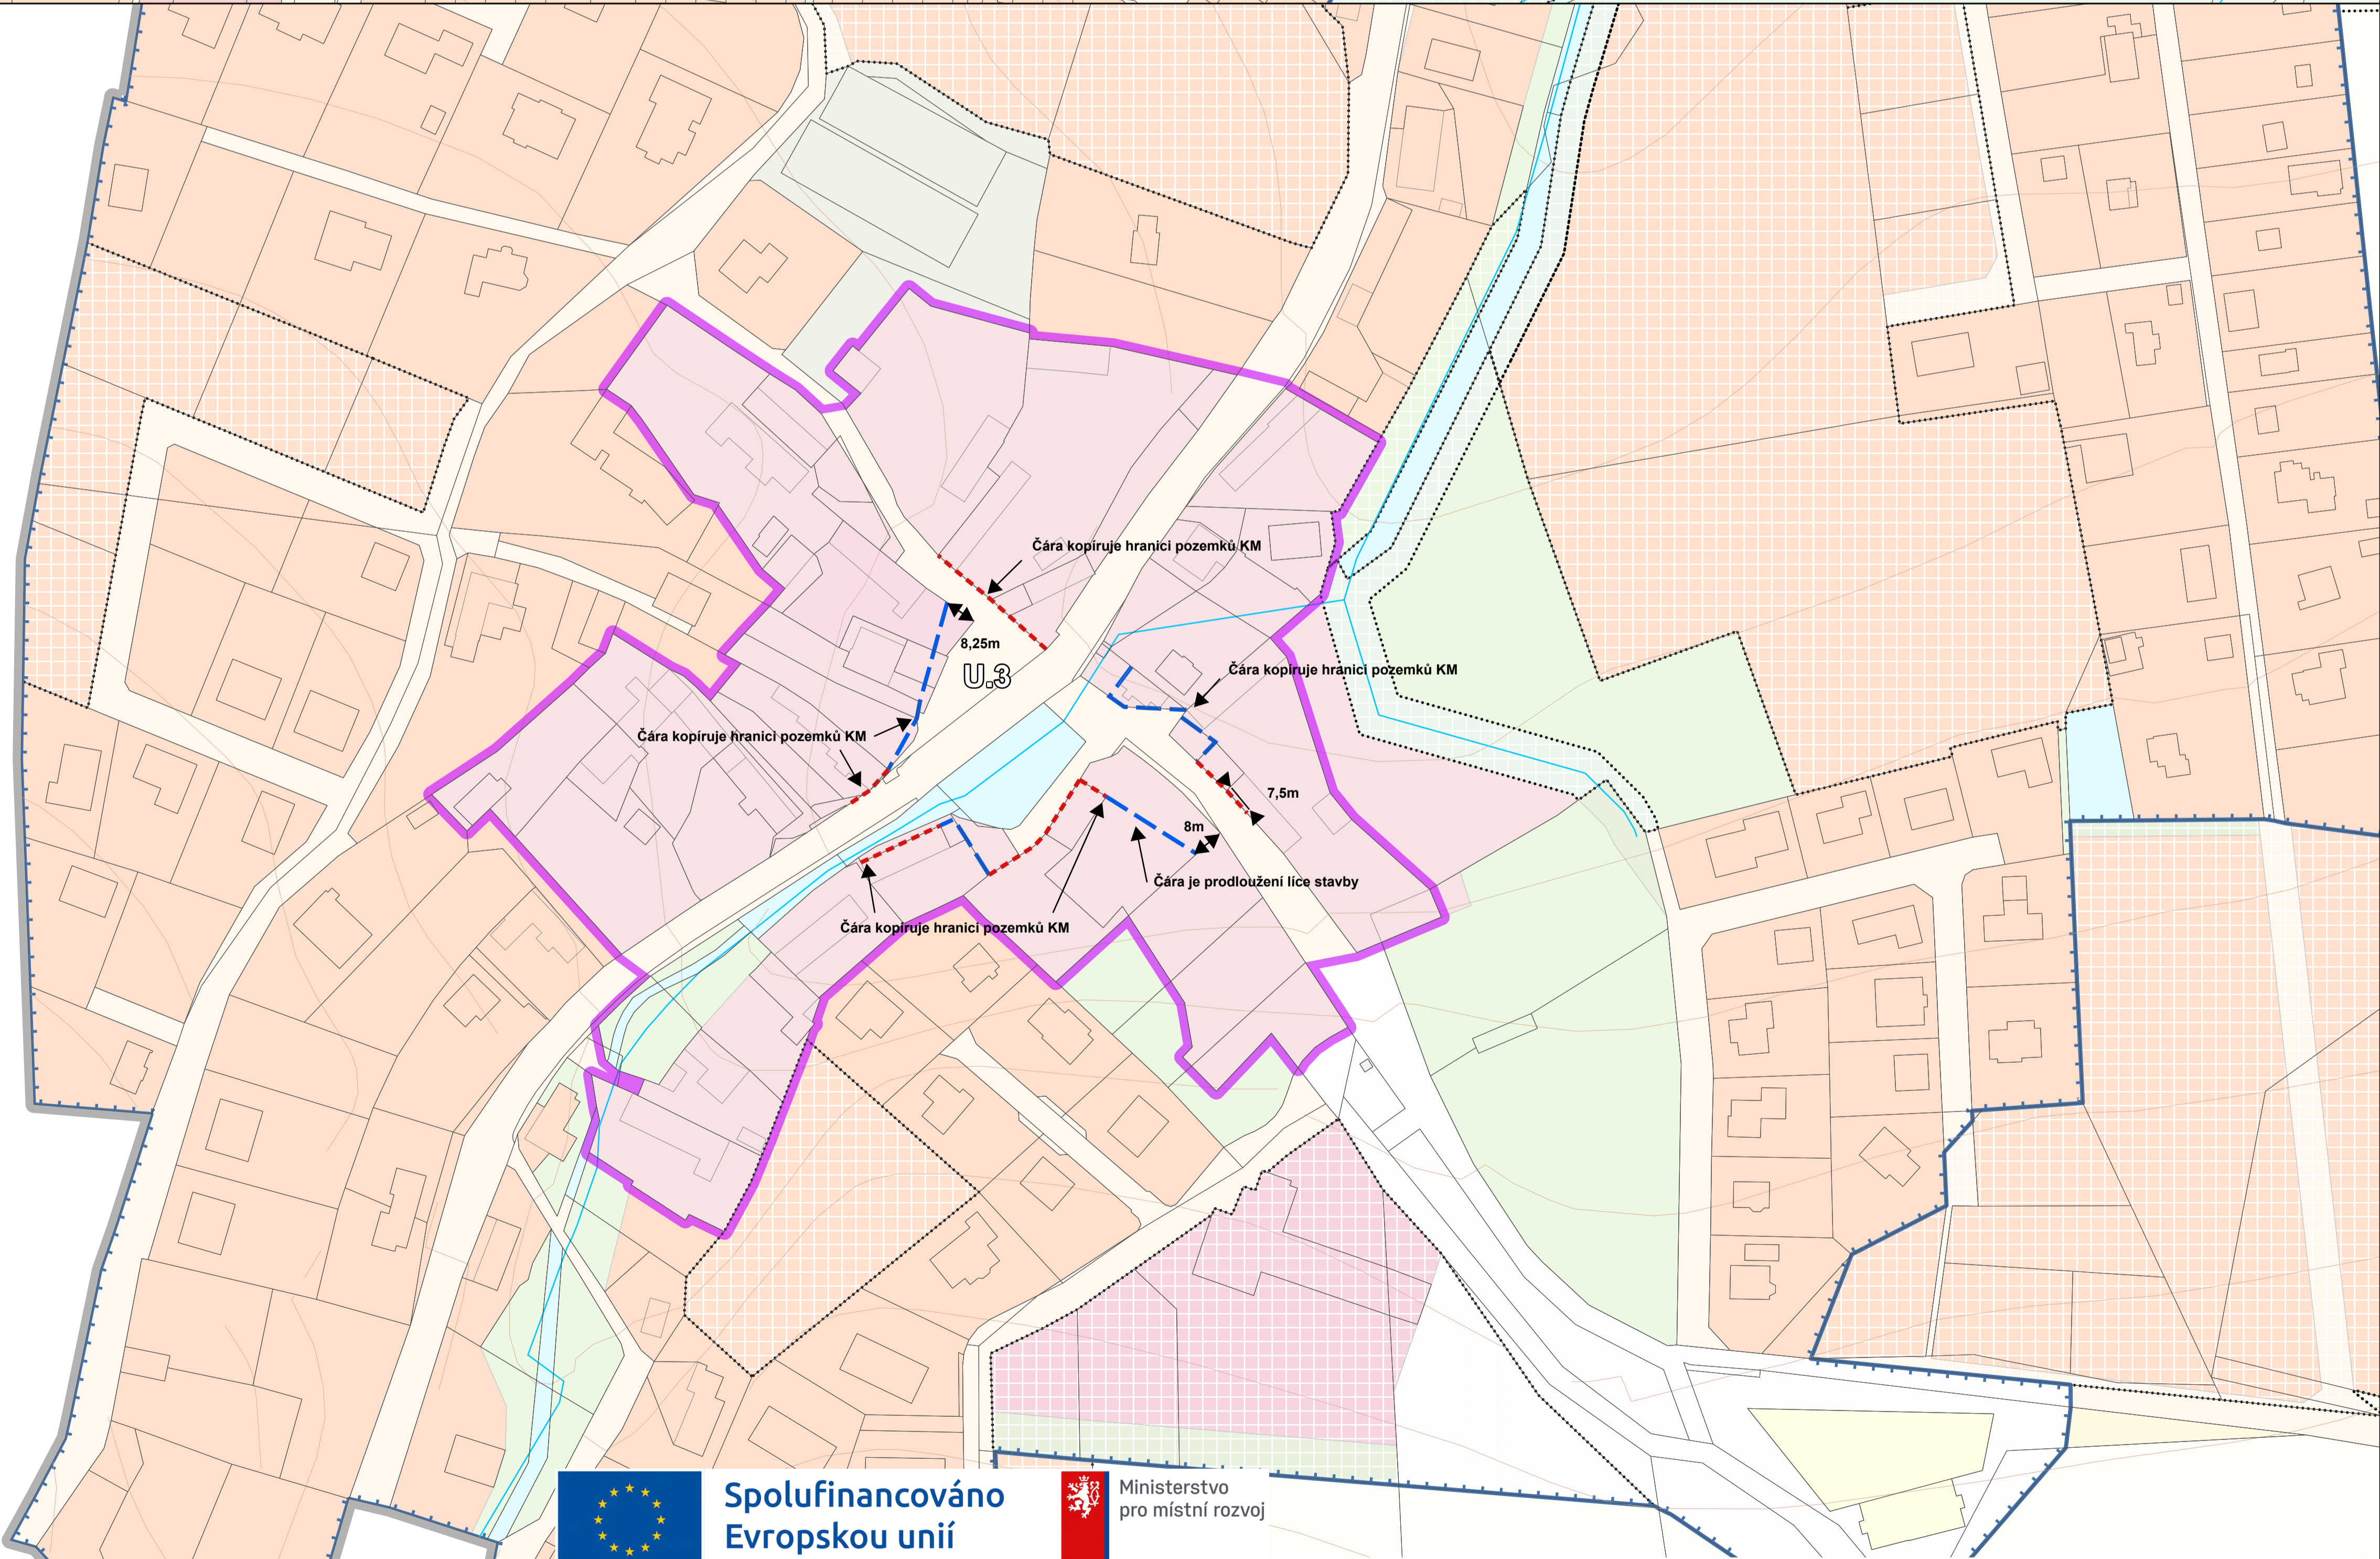 Čára kopíruje hranici pozemků KM
8,25m
U.3
Čára kopíruje hranici pozemků KM
Čára kopíruje hranici pozemků KM
7,5m
8m
Čára je prodloužení líce stavby
Čára kopíruje hranici pozemků KM
Spolufinancováno
Evropskou unií
Ministerstvo
pro místní rozvoj